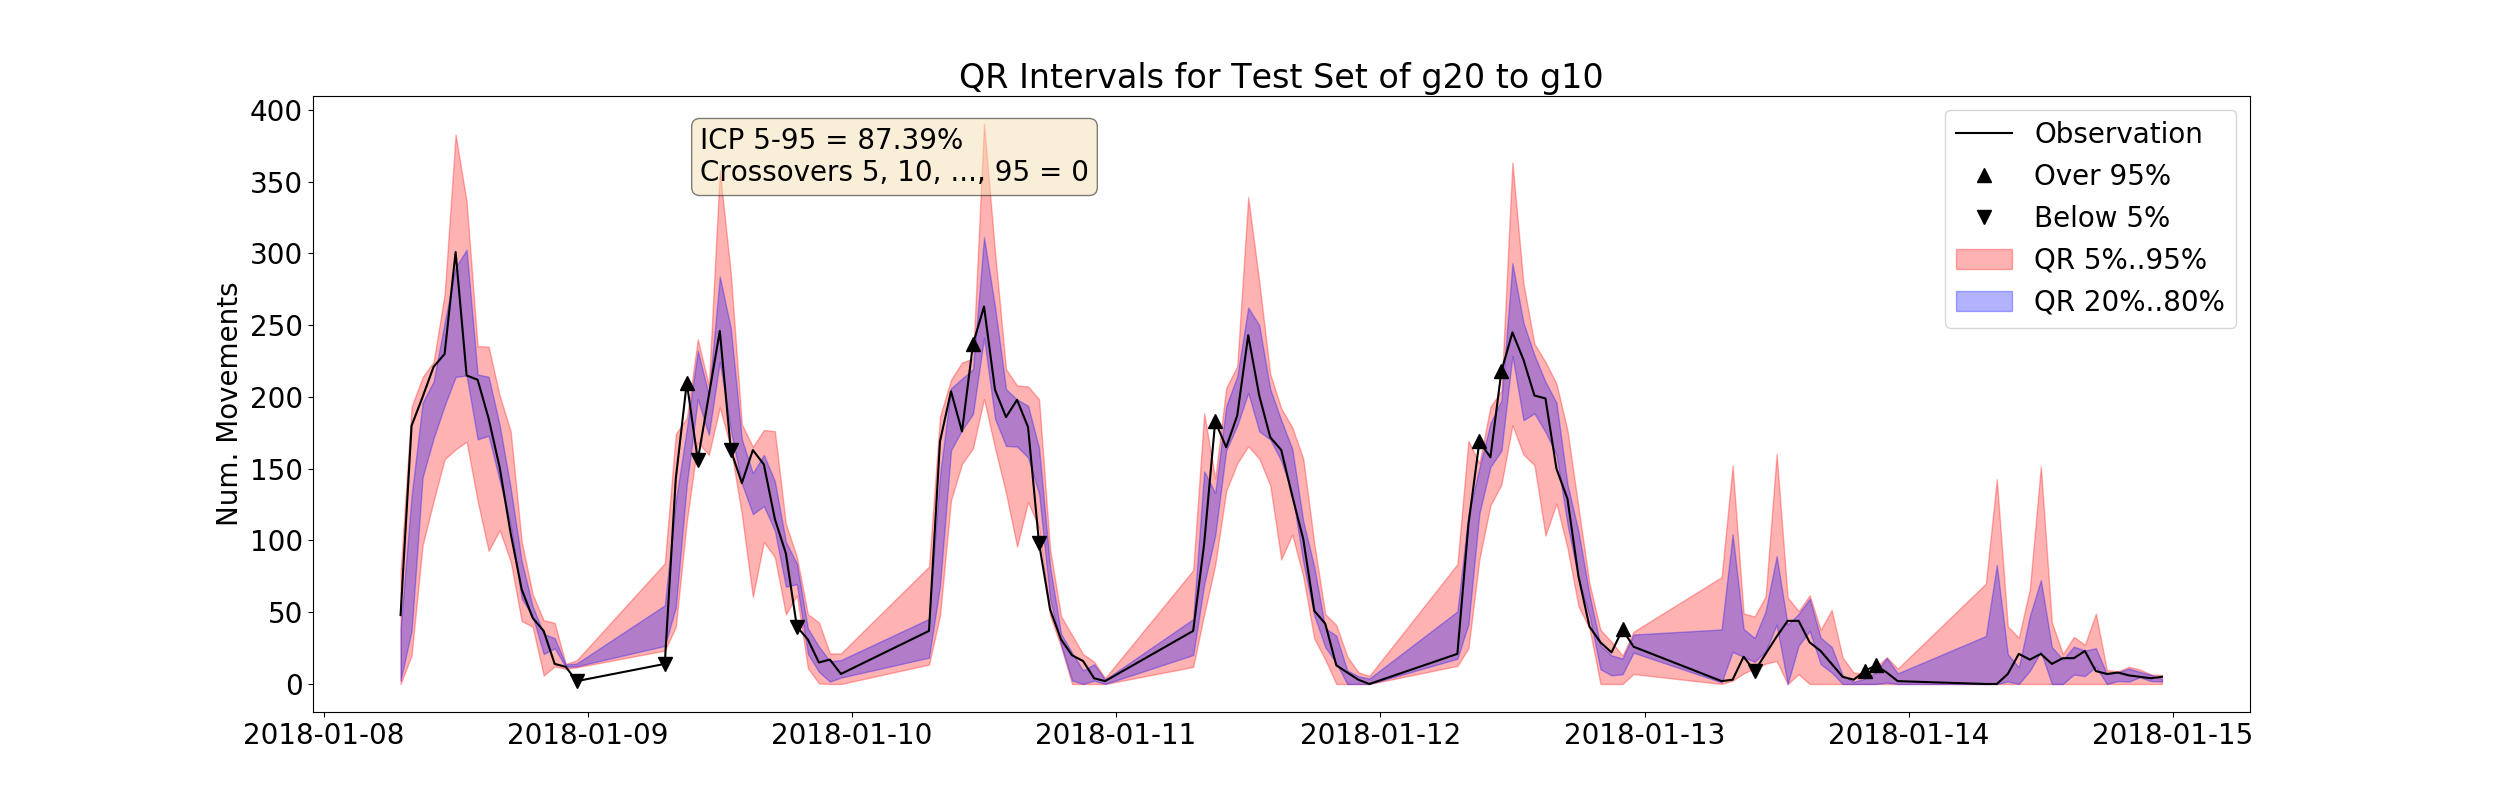 QR Intervals for Test Set of g20 to g10
400
350
300
250
200
150
100
50
0
Num. Movements
ICP 5-95 = 87.39%
Crossovers 5, 10, ..., 95 = 0
Observation
Over 95%
Below 5%
QR 5%..95%
QR 20%..80%
2018-01-08 2018-01-09 2018-01-10 2018-01-11 2018-01-12 2018-01-13 2018-01-14 2018-01-15